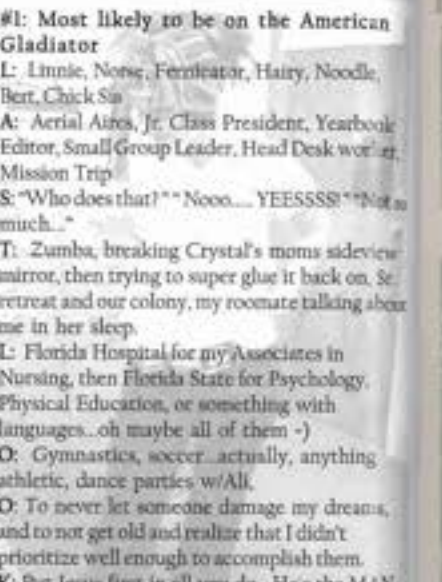 #1: Most likely to be on the American
Gladiator
L: Linnie, Norse, Fernicator, Hairy, Noodle,
Bert, Chick Sis
A: Aerial Aires, Jr. Class President, Yearbook
Editor, Small Group Leader, Head Desk
Mission Trip
S: "Who does that?" "Nooo.... YEESSSS!" "Not so
much..."
T: Zumba, breaking Crystal's moms sideview
mirror, then trying to super glue it back on,
retreat and our colony, my roomate talking about
me in her sleep.
L: Florida Hospital for my Associates in
Nursing, then Florida State for Psychology,
Physical Education, or something with
languages...oh maybe all of them -)
O: Gymnastics, soccer...actually, anything
athletic, dance parties w/Ali,
O: To never let someone damage my dreams,
and to not get old and realize that I didn't
prioritize well enough to accomplish them.